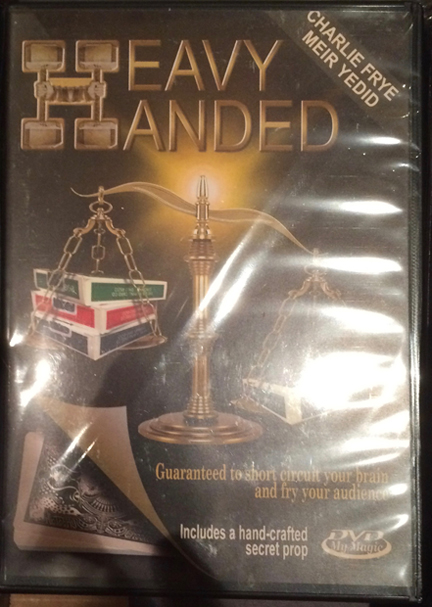 CHARLIE FRYE
MEIR YEDID
HEAVY
HANDED
Guaranteed to short circuit your brain
and fry your audience
Includes a hand-crafted
secret prop
DVD
My Magic